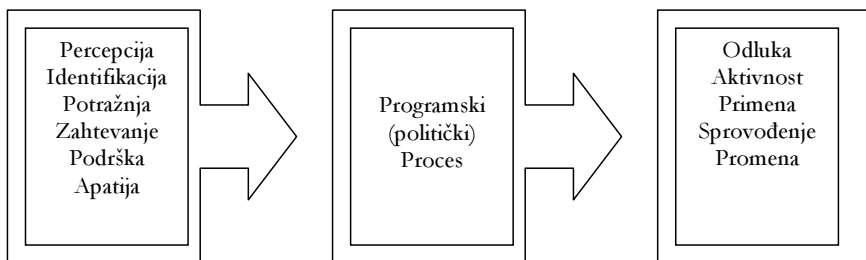 Percepcija
Identifikacija
Potražnja
Zahtevanje
Podrška
Apatija
Programski
(politički)
Proces
Odluka
Aktivnost
Primena
Sprovođenje
Promena